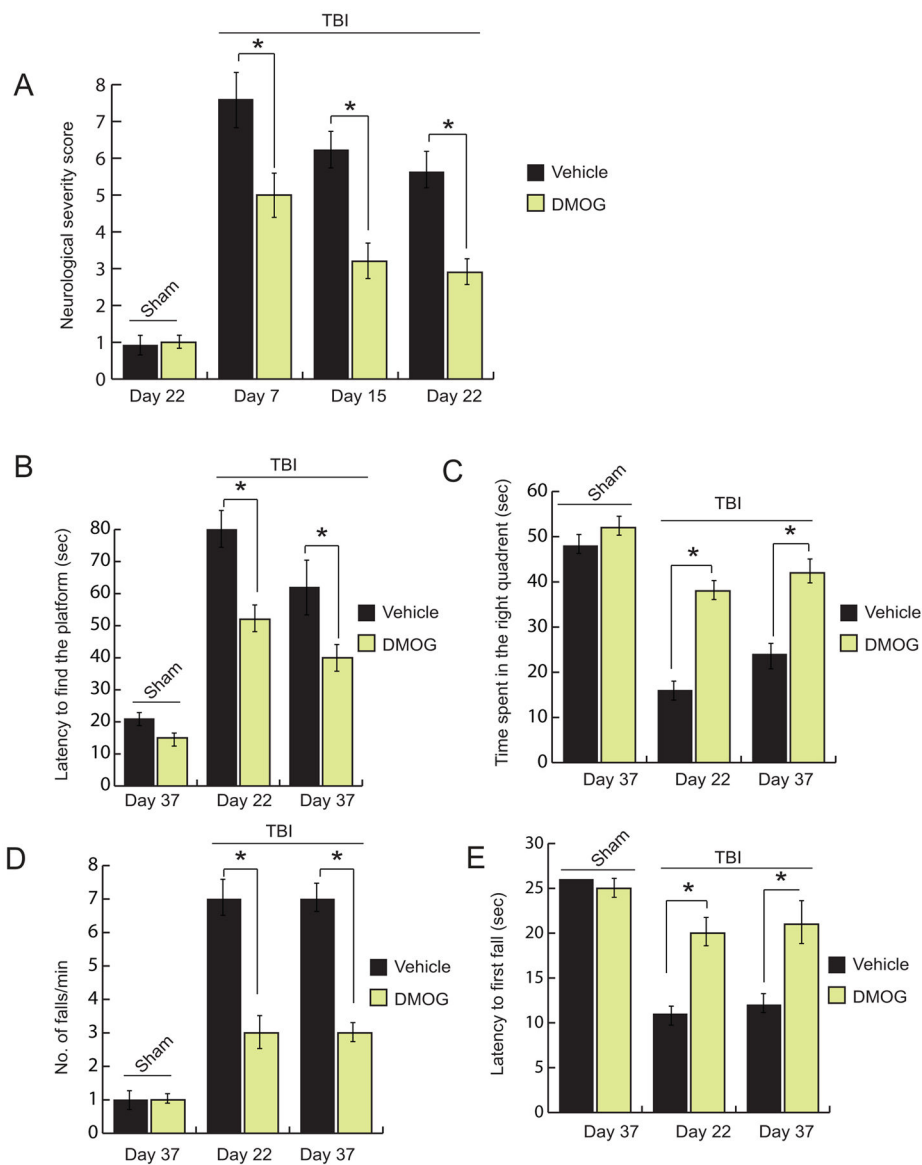 TBI
A
*
*
*
8
7
6
5
4
3
2
1
0
Neurological severity score
Sham
Day 22
Day 7
Day 15
Day 22
Vehicle
DMOG
B
TBI
*
*
80
60
40
20
00
Latency to find the platform (sec)
Sham
Day 37
Day 22
Day 37
Vehicle
DMOG
C
Sham
TBI
*
*
60
50
40
30
20
10
0
Time spent in the right quadrent (sec)
Day 37
Day 22
Day 37
Vehicle
DMOG
D
TBI
*
*
8
7
6
5
4
3
2
1
0
No. of falls/min
Sham
Day 37
Day 22
Day 37
Vehicle
DMOG
E
Sham
TBI
*
*
30
25
20
15
10
5
0
Latency to first fall (sec)
Day 37
Day 22
Day 37
Vehicle
DMOG